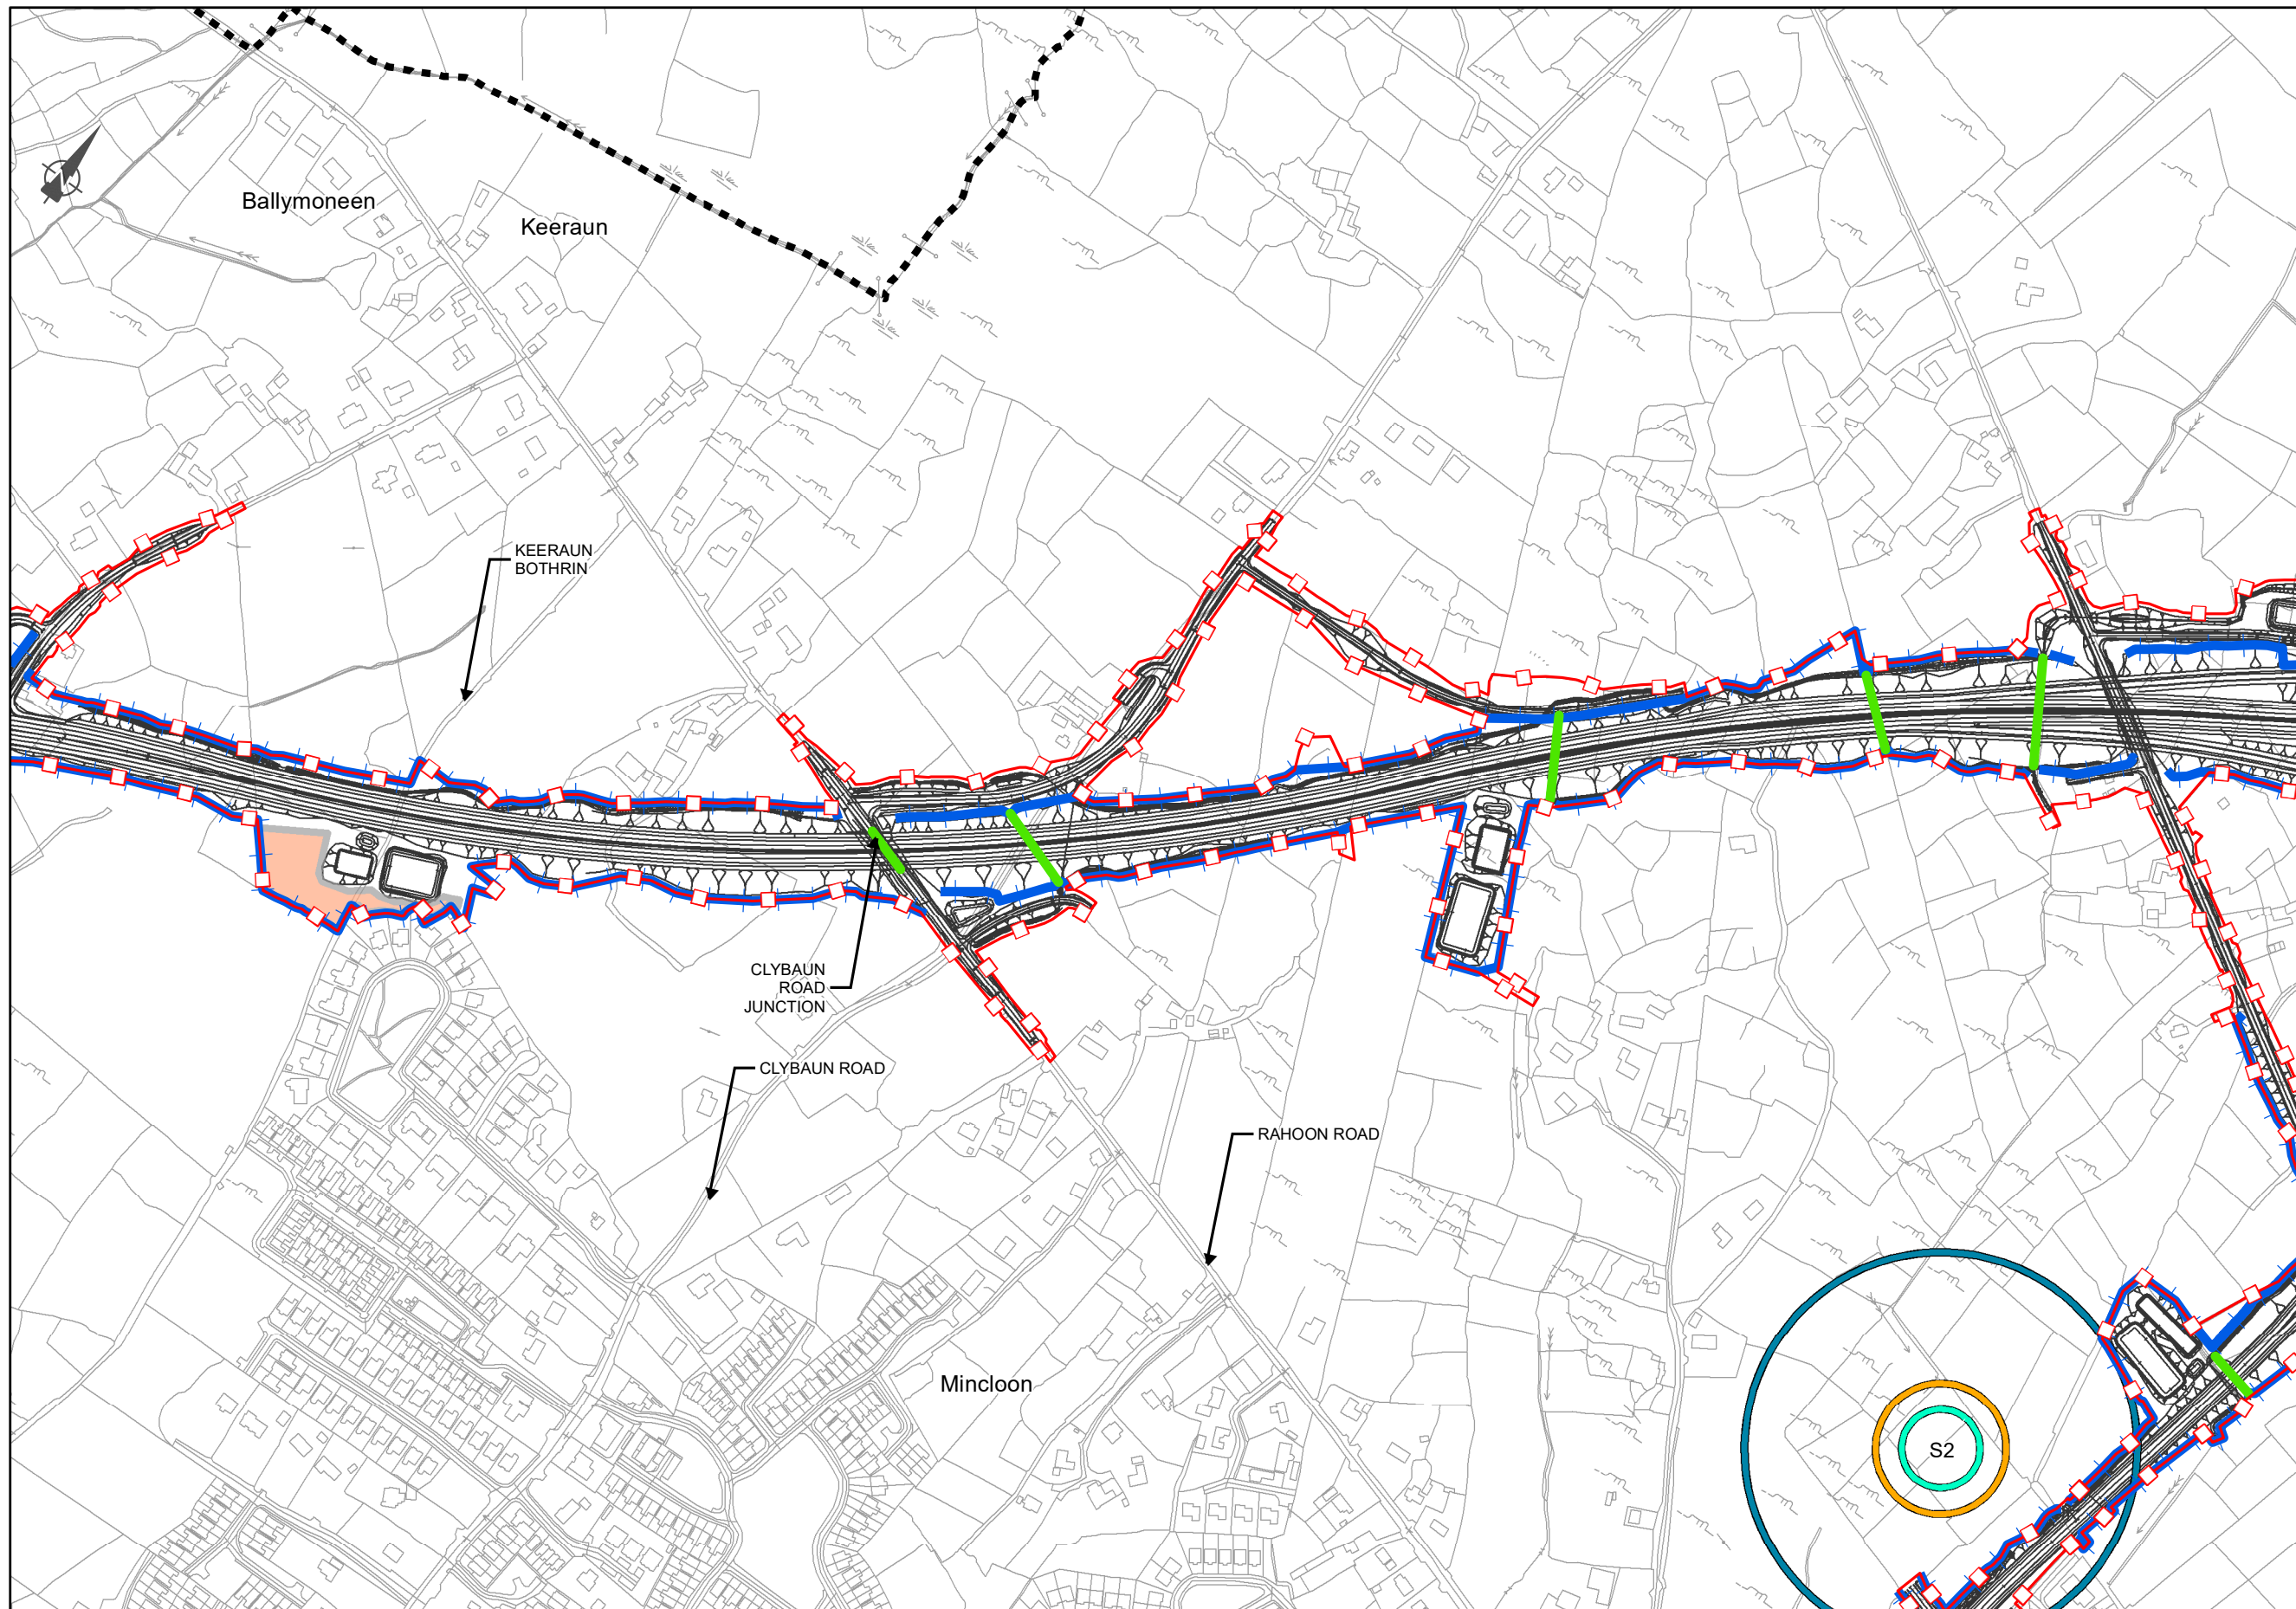 Ballymoneen
Keeraun
KEERAUN
BOTHRIN
CLYBAUN
ROAD
JUNCTION
CLYBAUN ROAD
RAHOON ROAD
Mincloon
S2